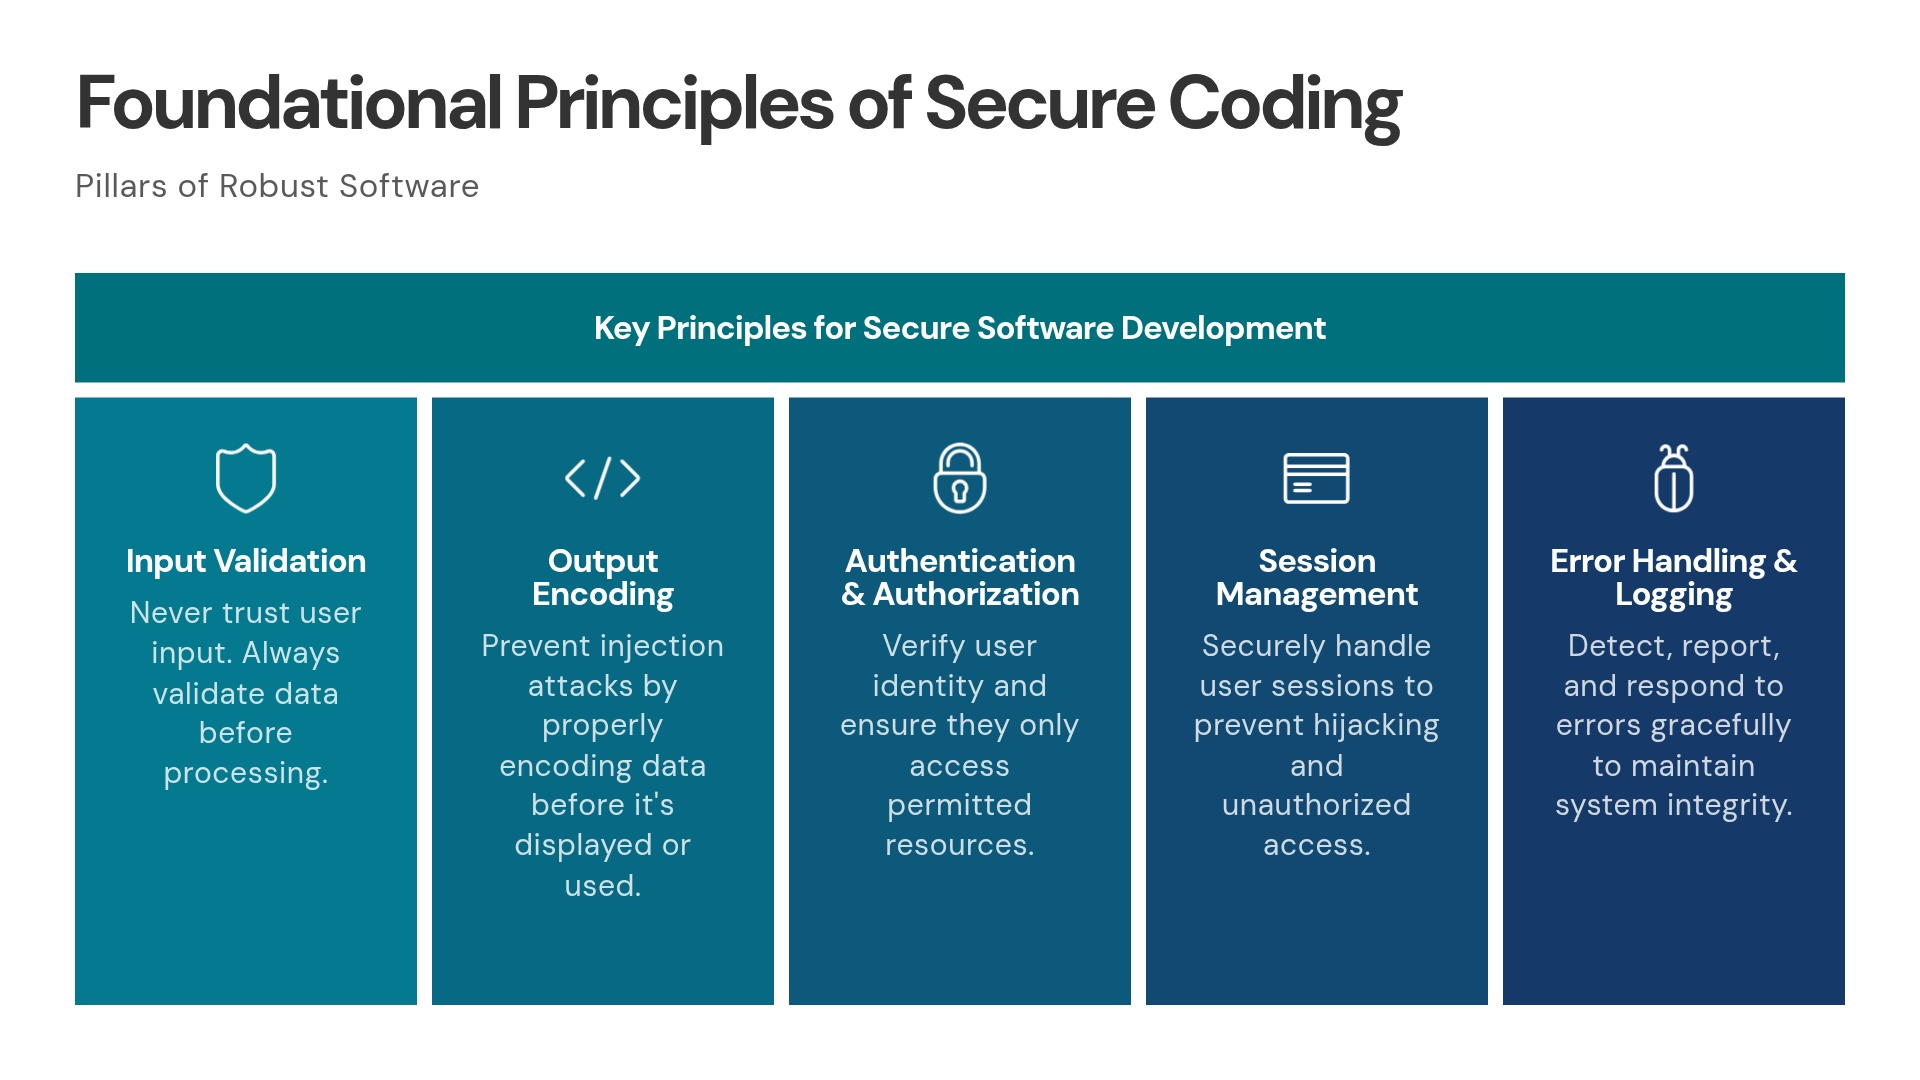 Foundational Principles of Secure Coding
Pillars of Robust Software
Key Principles for Secure Software Development
Input Validation
Never trust user
input. Always
validate data
before
processing.
Output
Encoding
Prevent injection
attacks by
properly
encoding data
before it's
displayed or
used.
Authentication
& Authorization
Verify user
identity and
ensure they only
access
permitted
resources.
Session
Management
Securely handle
user sessions to
prevent hijacking
and
unauthorized
access.
Error Handling &
Logging
Detect, report,
and respond to
errors gracefully
to maintain
system integrity.